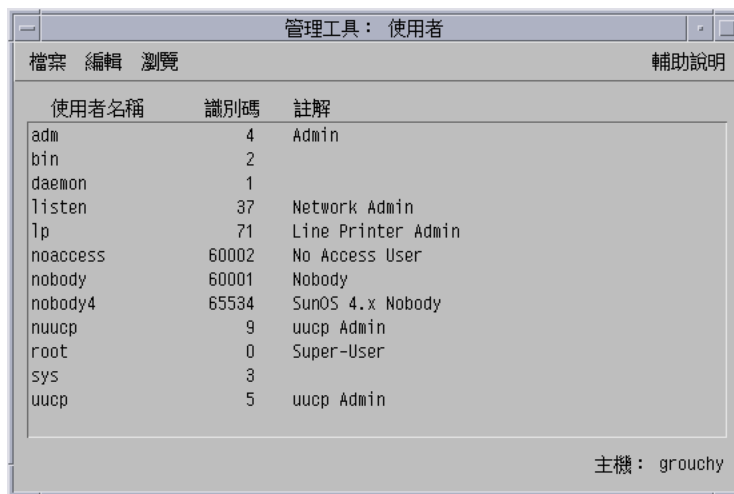 管理工具： 使用者
檔案 編輯 瀏覽 輔助說明
使用者名稱 識別碼 註解
adm 4 Admin
bin 2
daemon 1
listen 37 Network Admin
lp 71 Line Printer Admin
noaccess 60002 No Access User
nobody 60001 Nobody
nobody4 65534 SunOS 4.x Nobody
nuucp 9 uucp Admin
root 0 Super-User
sys 3
uucp 5 uucp Admin
主機： grouchy